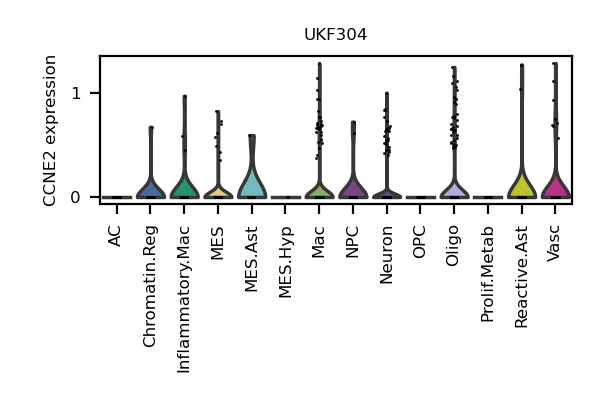 UKF304
CCNE2 expression
1
0
AC
Chromatin.Reg
Inflammatory.Mac
MES
MES.Ast
MES.Hyp
Mac
NPC
Neuron
OPC
Oligo
Prolif.Metab
Reactive.Ast
Vasc